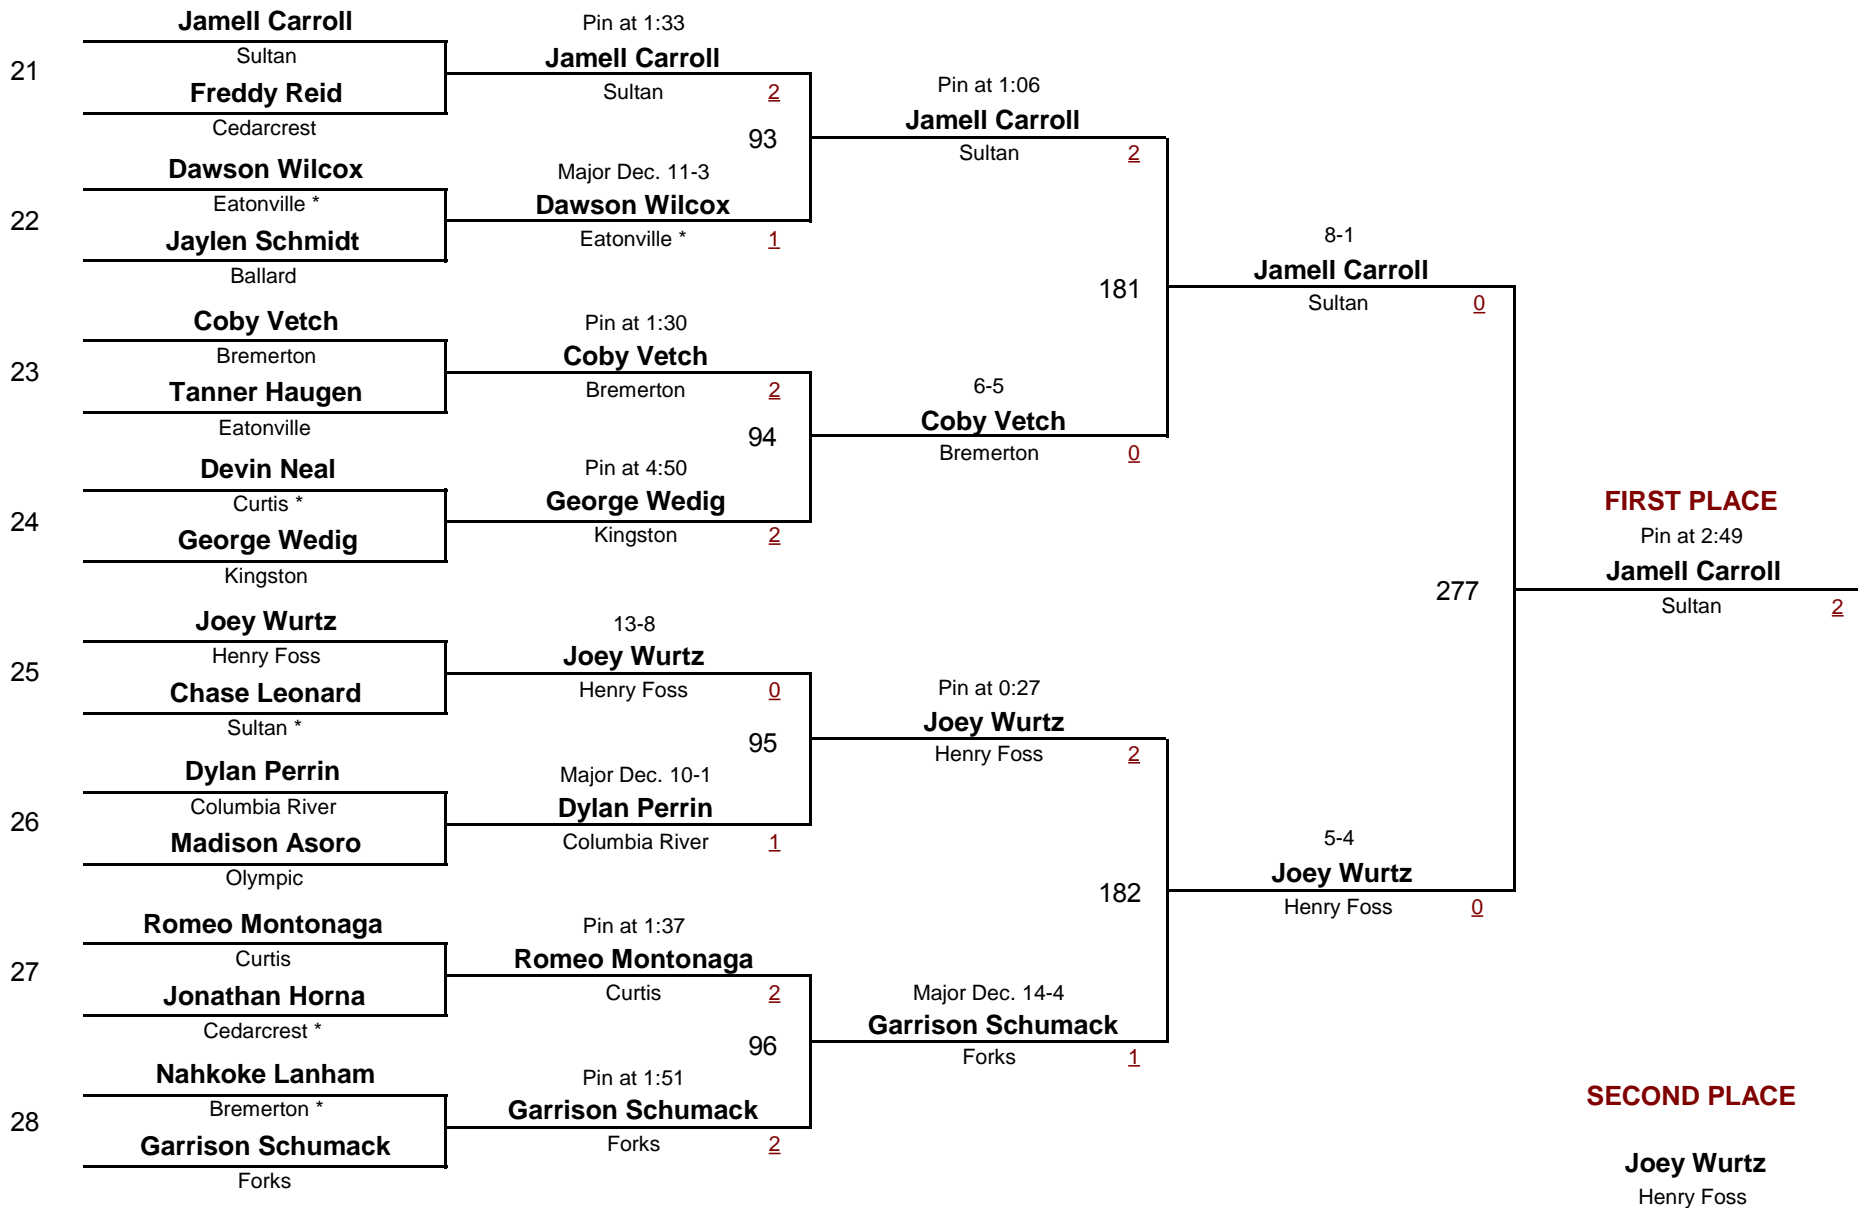 Jamell Carroll
Sultan
21
Freddy Reid
Cedarcrest
Dawson Wilcox
Eatonville *
22
Jaylen Schmidt
Ballard
Coby Vetch
Bremerton
23
Tanner Haugen
Eatonville
Devin Neal
Curtis *
24
George Wedig
Kingston
Joey Wurtz
Henry Foss
25
Chase Leonard
Sultan *
Dylan Perrin
Columbia River
26
Madison Asoro
Olympic
Romeo Montonaga
Curtis
27
Jonathan Horna
Cedarcrest *
Nahkoke Lanham
Bremerton *
28
Garrison Schumack
Forks
Pin at 1:33
Jamell Carroll
Sultan 2
93
Major Dec. 11-3
Dawson Wilcox
Eatonville * 1
Pin at 1:30
Coby Vetch
Bremerton 2
94
Pin at 4:50
George Wedig
Kingston 2
13-8
Joey Wurtz
Henry Foss 0
95
Major Dec. 10-1
Dylan Perrin
Columbia River 1
Pin at 1:37
Romeo Montonaga
Curtis 2
96
Pin at 1:51
Garrison Schumack
Forks 2
Pin at 1:06
Jamell Carroll
Sultan 2
181
6-5
Coby Vetch
Bremerton 0
Pin at 0:27
Joey Wurtz
Henry Foss 2
182
Major Dec. 14-4
Garrison Schumack
Forks 1
8-1
Jamell Carroll
Sultan 0
277
5-4
Joey Wurtz
Henry Foss 0
FIRST PLACE
Pin at 2:49
Jamell Carroll
Sultan 2
SECOND PLACE
Joey Wurtz
Henry Foss